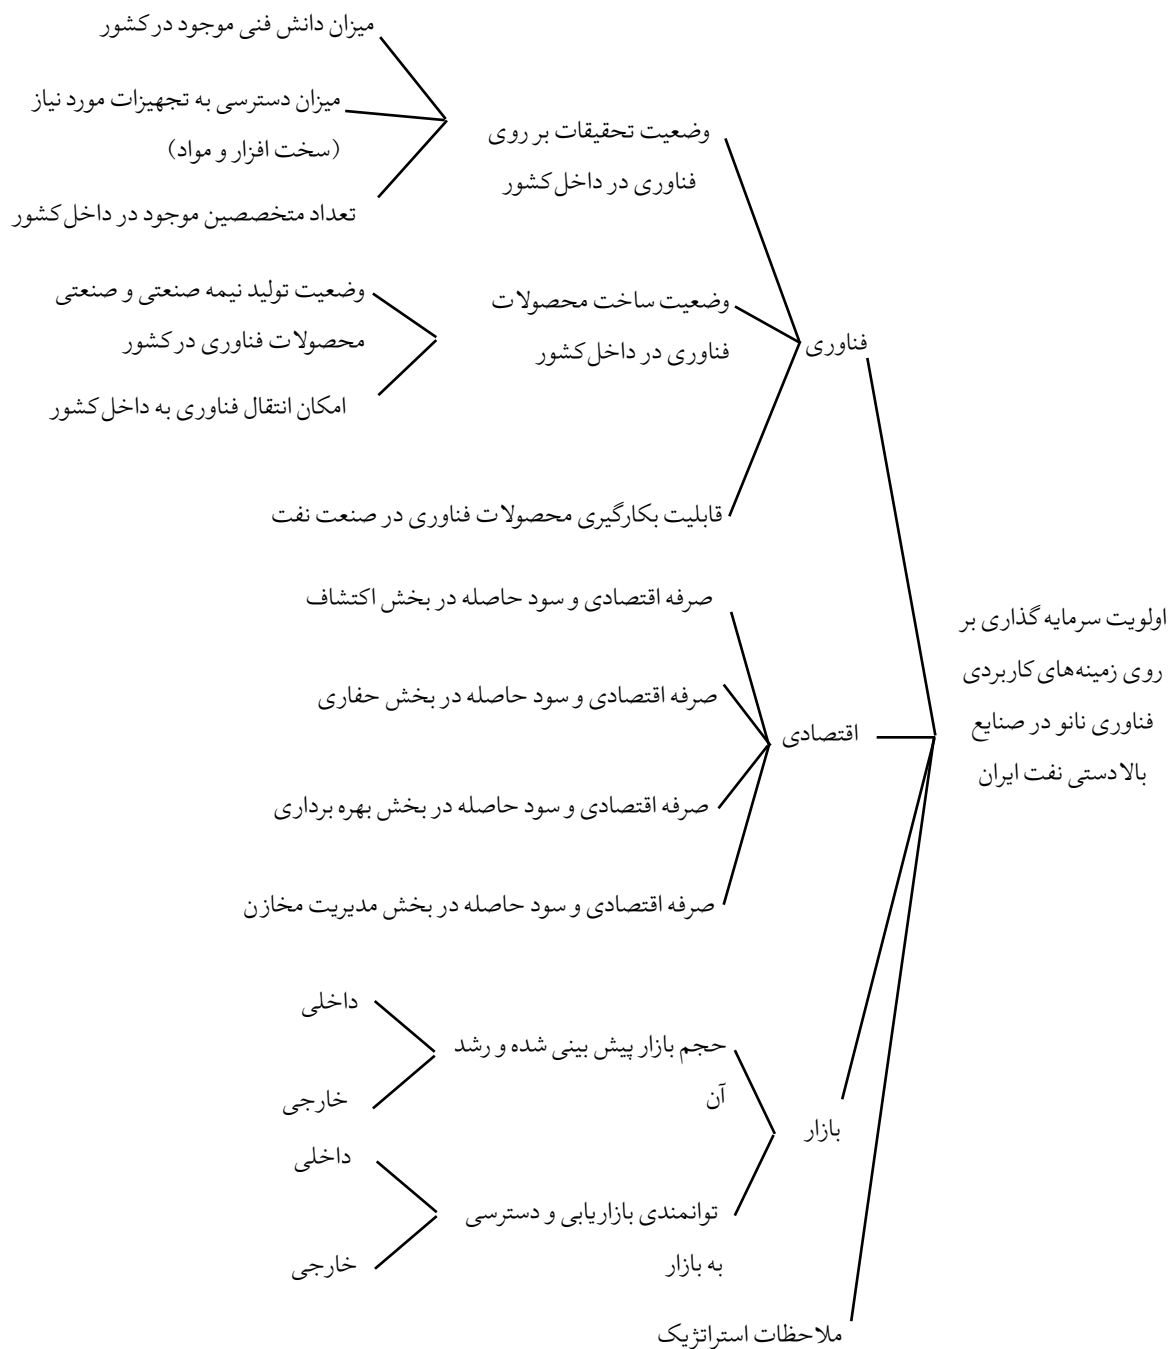 میزان دانش فنی موجود در کشور
میزان دسترسی به تجهیزات مورد نیاز
(سخت افزار و مواد)
تعداد متخصصین موجود در داخل کشور
وضعیت تحقیقات بر روی
فناوری در داخل کشور
وضعیت تولید نیمه صنعتی و صنعتی
محصولات فناوری در کشور
امکان انتقال فناوری به داخل کشور
وضعیت ساخت محصولات
فناوری در داخل کشور
فناوری
قابلیت بکارگیری محصولات فناوری در صنعت نفت
اولویت سرمایه گذاری بر
روی زمینه‌های کاربردی
فناوری نانو در صنایع
بالادستی نفت ایران
صرفه اقتصادی و سود حاصله در بخش اکتشاف
صرفه اقتصادی و سود حاصله در بخش حفاری
اقتصادی
صرفه اقتصادی و سود حاصله در بخش بهره برداری
صرفه اقتصادی و سود حاصله در بخش مدیریت مخازن
داخلی
حجم بازار پیش بینی شده و رشد
آن
خارجی
بازار
داخلی
توانمندی بازاریابی و دسترسی
به بازار
خارجی
ملاحظات استراتژیک